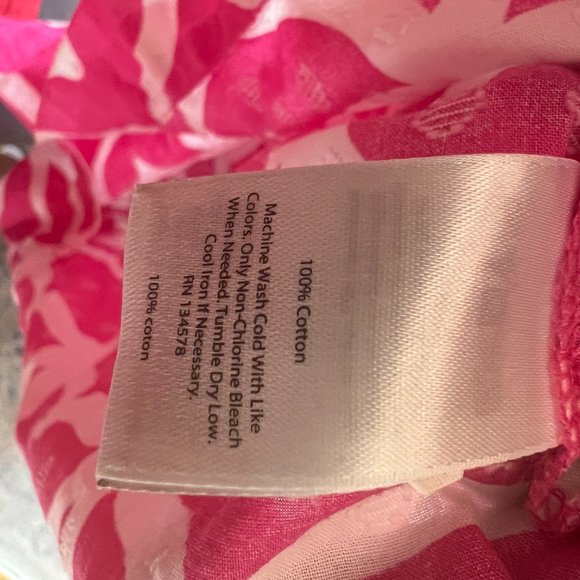 100% Cotton
Machine Wash Cold With Like
Colors. Only Non-Chlorine Bleach
When Needed. Tumble Dry Low.
Cool Iron If Necessary.
RN 134578
100% coton